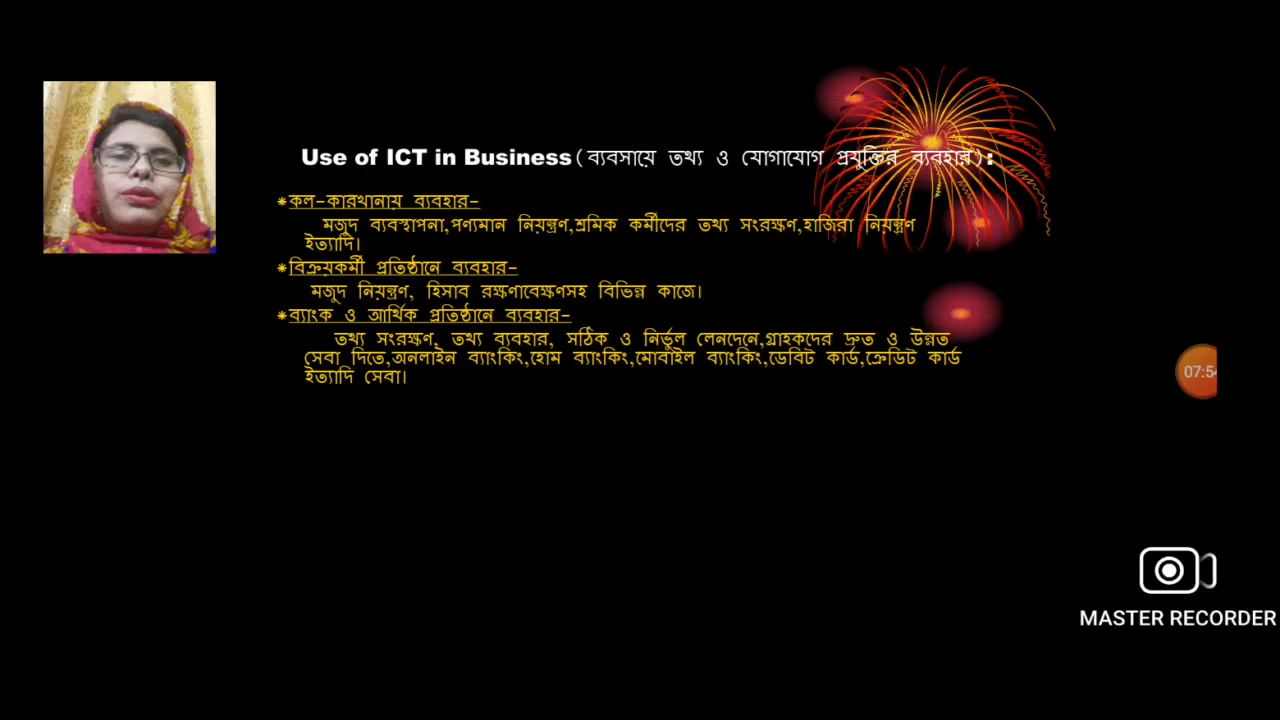 Use of ICT in Business(ব্যবসায়ে তথ্য ও যোগাযোগ প্রযুক্তির ব্যবহার):
*কল-কারখানায় ব্যবহার-
মজুদ ব্যবস্থাপনা,পণ্যমান নিয়ন্ত্রণ,শ্রমিক কর্মীদের তথ্য সংরক্ষণ,হাজিরা নিয়ন্ত্রণ
ইত্যাদি।
*বিক্রয়কর্মী প্রতিষ্ঠানে ব্যবহার-
মজুদ নিয়ন্ত্রণ, হিসাব রক্ষণাবেক্ষণসহ বিভিন্ন কাজে।
*ব্যাংক ও আর্থিক প্রতিষ্ঠানে ব্যবহার-
তথ্য সংরক্ষণ, তথ্য ব্যবহার, সঠিক ও নির্ভুল লেনদেনে,গ্রাহকদের দ্রুত ও উন্নত
সেবা দিতে,অনলাইন ব্যাংকিং,হোম ব্যাংকিং,মোবাইল ব্যাংকিং,ডেবিট কার্ড,ক্রেডিট কার্ড
ইত্যাদি সেবা।
07:54
MASTER RECORDER